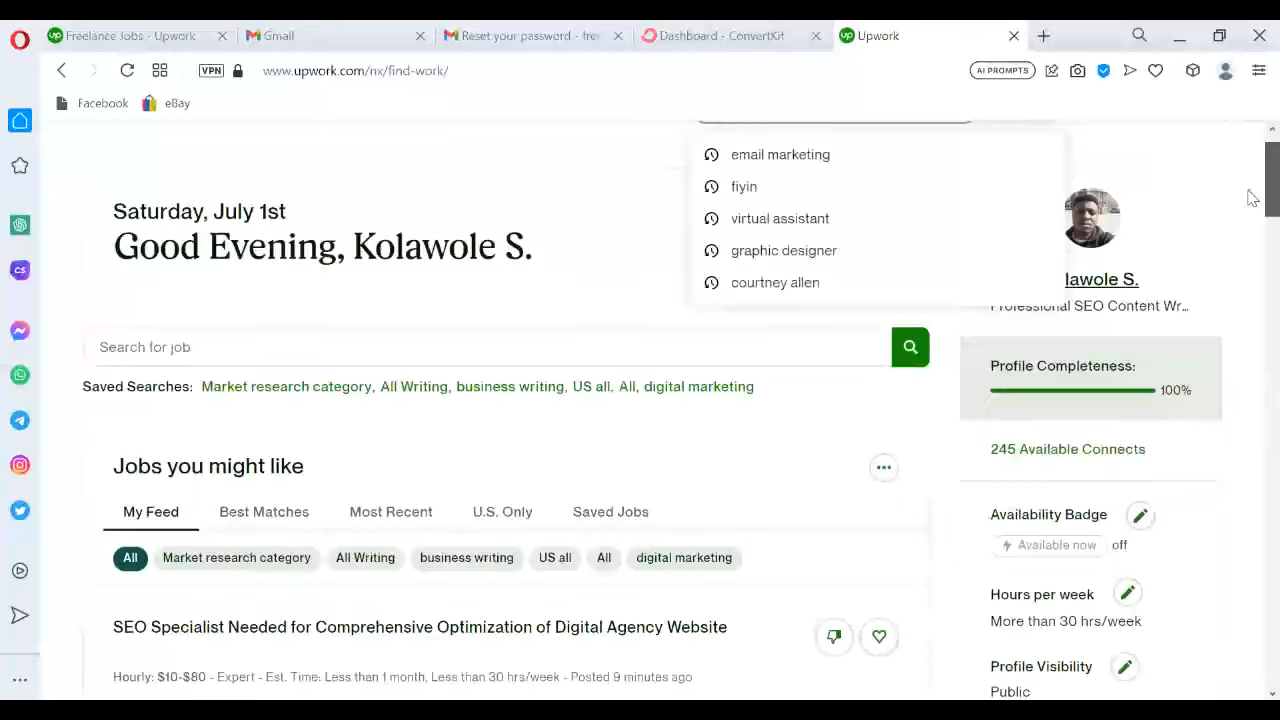 Freelance Jobs - Upwork
Gmail
Reset your password - free
Dashboard - ConvertKit
Upwork
VPN
www.upwork.com/nx/find-work/
AI PROMPTS
Facebook
eBay
email marketing
fiyin
virtual assistant
graphic designer
courtney allen
Saturday, July 1st
Good Evening, Kolawole S.
lawole S.
Professional SEO Content Wr...
Search for job
Saved Searches: Market research category, All Writing, business writing, US all. All, digital marketing
Profile Completeness:
100%
245 Available Connects
Jobs you might like
My Feed
Best Matches
Most Recent
U.S. Only
Saved Jobs
All
Market research category
All Writing
business writing
US all
All
digital marketing
Availability Badge
Available now
off
Hours per week
More than 30 hrs/week
Profile Visibility
Public
SEO Specialist Needed for Comprehensive Optimization of Digital Agency Website
Hourly: $10-$80 - Expert - Est. Time: Less than 1 month, Less than 30 hrs/week - Posted 9 minutes ago